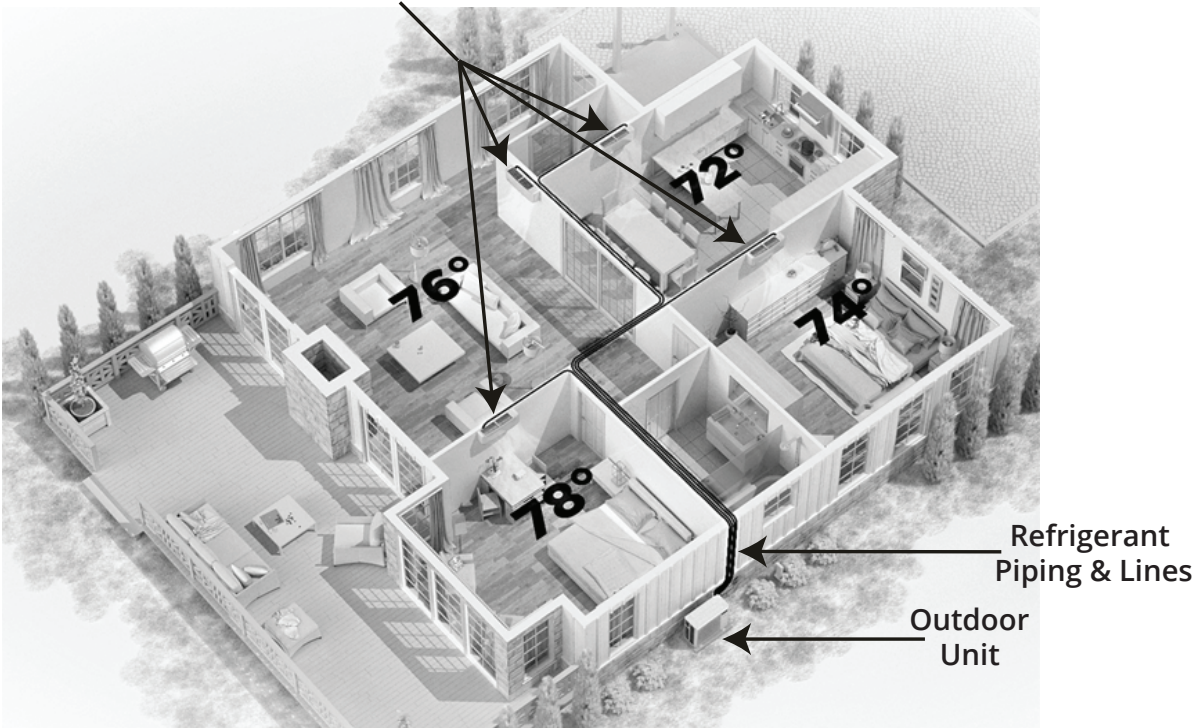 72°
76°
74°
78°
Refrigerant
Piping & Lines
Outdoor
Unit